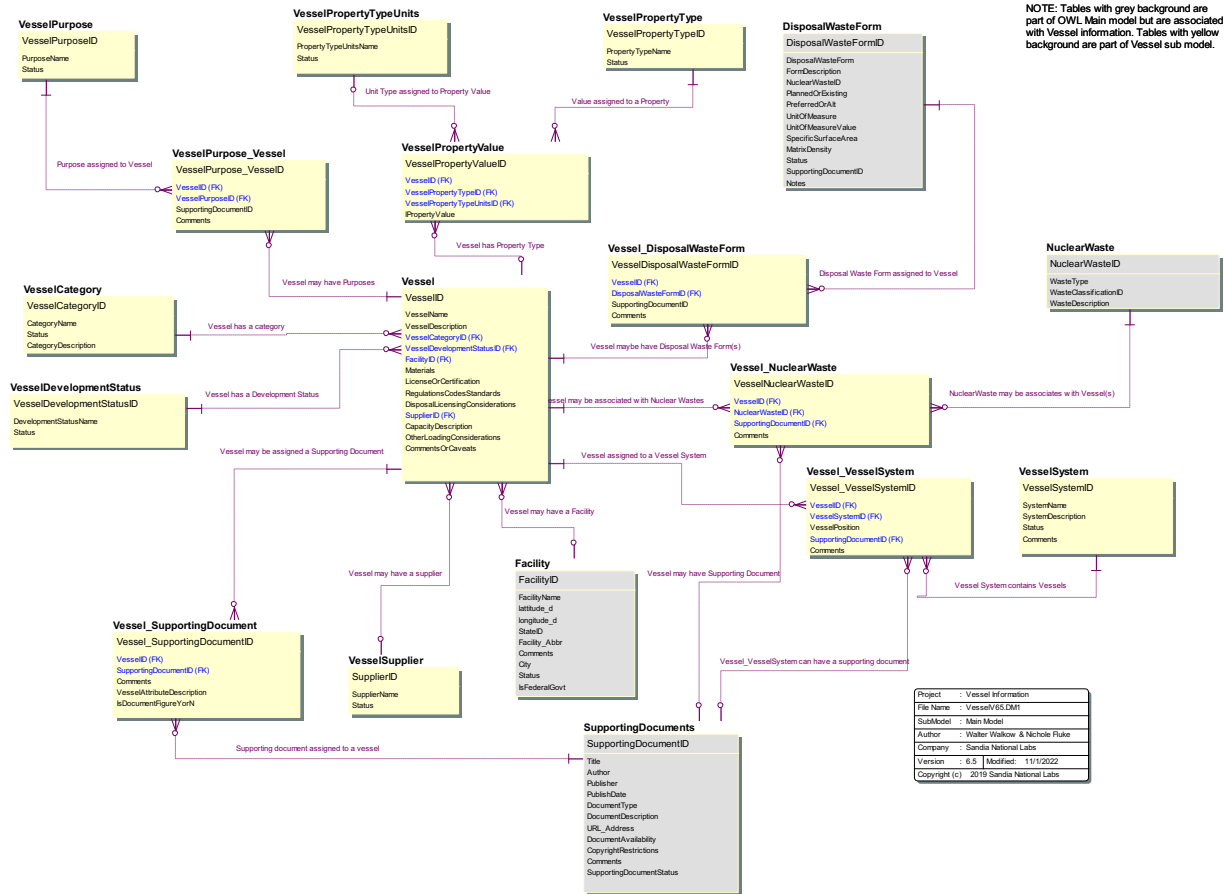 NOTE: Tables with grey background are
part of OWL Main model but are associated
with Vessel information. Tables with yellow
background are part of Vessel sub model.
VesselPurpose
VesselPurposeID
PurposeName
Status
VesselPropertyTypeUnits
VesselPropertyTypeUnitsID
PropertyTypeUnitsName
Status
VesselPropertyType
VesselPropertyTypeID
PropertyTypeName
Status
DisposalWasteForm
DisposalWasteFormID
DisposalWasteForm
FormDescription
NuclearWasteID
PlannedOrExisting
PreferredOrAlt
UnitOfMeasure
UnitOfMeasureValue
SpecificSurfaceArea
MatrixDensity
Status
SupportingDocumentID
Notes
Unit Type assigned to Property Value
Value assigned to a Property
Purpose assigned to Vessel
VesselPurpose_Vessel
VesselPurpose_VesselID
VesselID (FK)
VesselPurposeID (FK)
SupportingDocumentID
Comments
VesselPropertyValue
VesselPropertyValueID
VesselID (FK)
VesselPropertyTypeID (FK)
VesselPropertyTypeUnitsID (FK)
lPropertyValue
Vessel has Property Type
Vessel may have Purposes
Vessel_DisposalWasteForm
VesselDisposalWasteFormID
VesselID (FK)
DisposalWasteFormID (FK)
SupportingDocumentID
Comments
Disposal Waste Form assigned to Vessel
NuclearWaste
NuclearWasteID
WasteType
WasteClassificationID
WasteDescription
VesselCategory
VesselCategoryID
CategoryName
Status
CategoryDescription
Vessel has a category
Vessel
VesselID
VesselName
VesselDescription
VesselCategoryID (FK)
VesselDevelopmentStatusID (FK)
FacilityID (FK)
Materials
LicenseOrCertification
RegulationsCodesStandards
DisposalLicensingConsiderations
SupplierID (FK)
CapacityDescription
OtherLoadingConsiderations
CommentsOrCaveats
Vessel maybe have Disposal Waste Form(s)
VesselDevelopmentStatus
VesselDevelopmentStatusID
DevelopmentStatusName
Status
Vessel has a Development Status
Vessel_NuclearWaste
VesselNuclearWasteID
VesselID (FK)
NuclearWasteID (FK)
SupportingDocumentID (FK)
Comments
essel may be associated with Nuclear Wastes
NuclearWaste may be associates with Vessel(s)
Vessel may be assigned a Supporting Document
Vessel assigned to a Vessel System
Vessel_VesselSystem
Vessel_VesselSystemID
VesselID (FK)
VesselSystemID (FK)
VesselPosition
SupportingDocumentID (FK)
Comments
VesselSystem
VesselSystemID
SystemName
SystemDescription
Status
Comments
Vessel may have a Facility
Vessel may have a supplier
Facility
FacilityID
FacilityName
lattitude_d
longitude_d
StateID
Facility_Abbr
Comments
City
Status
IsFederalGovt
Vessel may have Supporting Document
Vessel System contains Vessels
Vessel_SupportingDocument
Vessel_SupportingDocumentID
VesselID (FK)
SupportingDocumentID (FK)
Comments
VesselAttributeDescription
IsDocumentFigureYorN
VesselSupplier
SupplierID
SupplierName
Status
Vessel_VesselSystem can have a supporting document
Supporting document assigned to a vessel
SupportingDocuments
SupportingDocumentID
Title
Author
Publisher
PublishDate
DocumentType
DocumentDescription
URL_Address
DocumentAvailability
CopyrightRestrictions
Comments
SupportingDocumentStatus
Project : Vessel Information
File Name : VesselV65.DM1
SubModel : Main Model
Author : Walter Walkow & Nichole Fluke
Company : Sandia National Labs
Version : 6.5 Modified: 11/1/2022
Copyright (c) 2019 Sandia National Labs